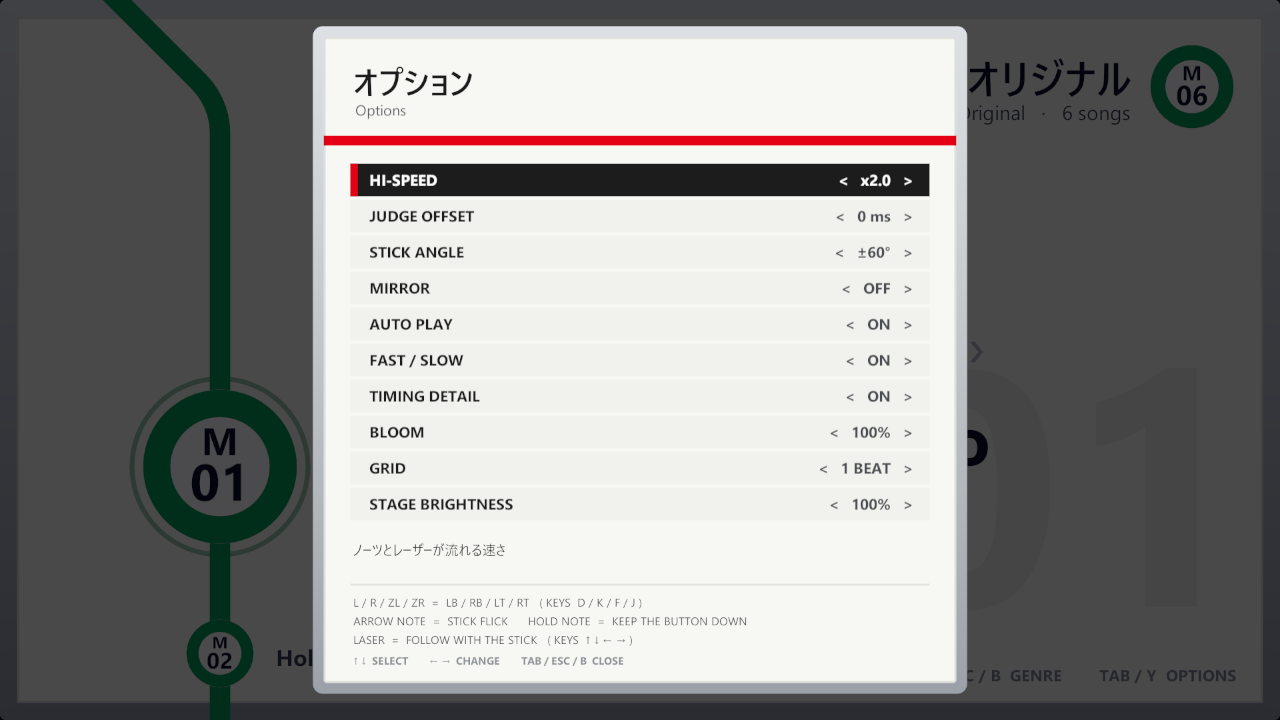 オプション
Options
HI-SPEED < x2.0 >
JUDGE OFFSET < 0 ms >
STICK ANGLE < ±60° >
MIRROR < OFF >
AUTO PLAY < ON >
FAST / SLOW < ON >
TIMING DETAIL < ON >
BLOOM < 100% >
GRID < 1 BEAT >
STAGE BRIGHTNESS < 100% >
ノーツとレーザーが流れる速さ
L / R / ZL / ZR = LB / RB / LT / RT ( KEYS D / K / F / J )
ARROW NOTE = STICK FLICK HOLD NOTE = KEEP THE BUTTON DOWN
LASER = FOLLOW WITH THE STICK ( KEYS ↑ ↓ ← → )
↑ ↓ SELECT ← → CHANGE TAB / ESC / B CLOSE
オリジナル
M
06
6 songs
M
01
01
M
02
/ B GENRE TAB / Y OPTIONS